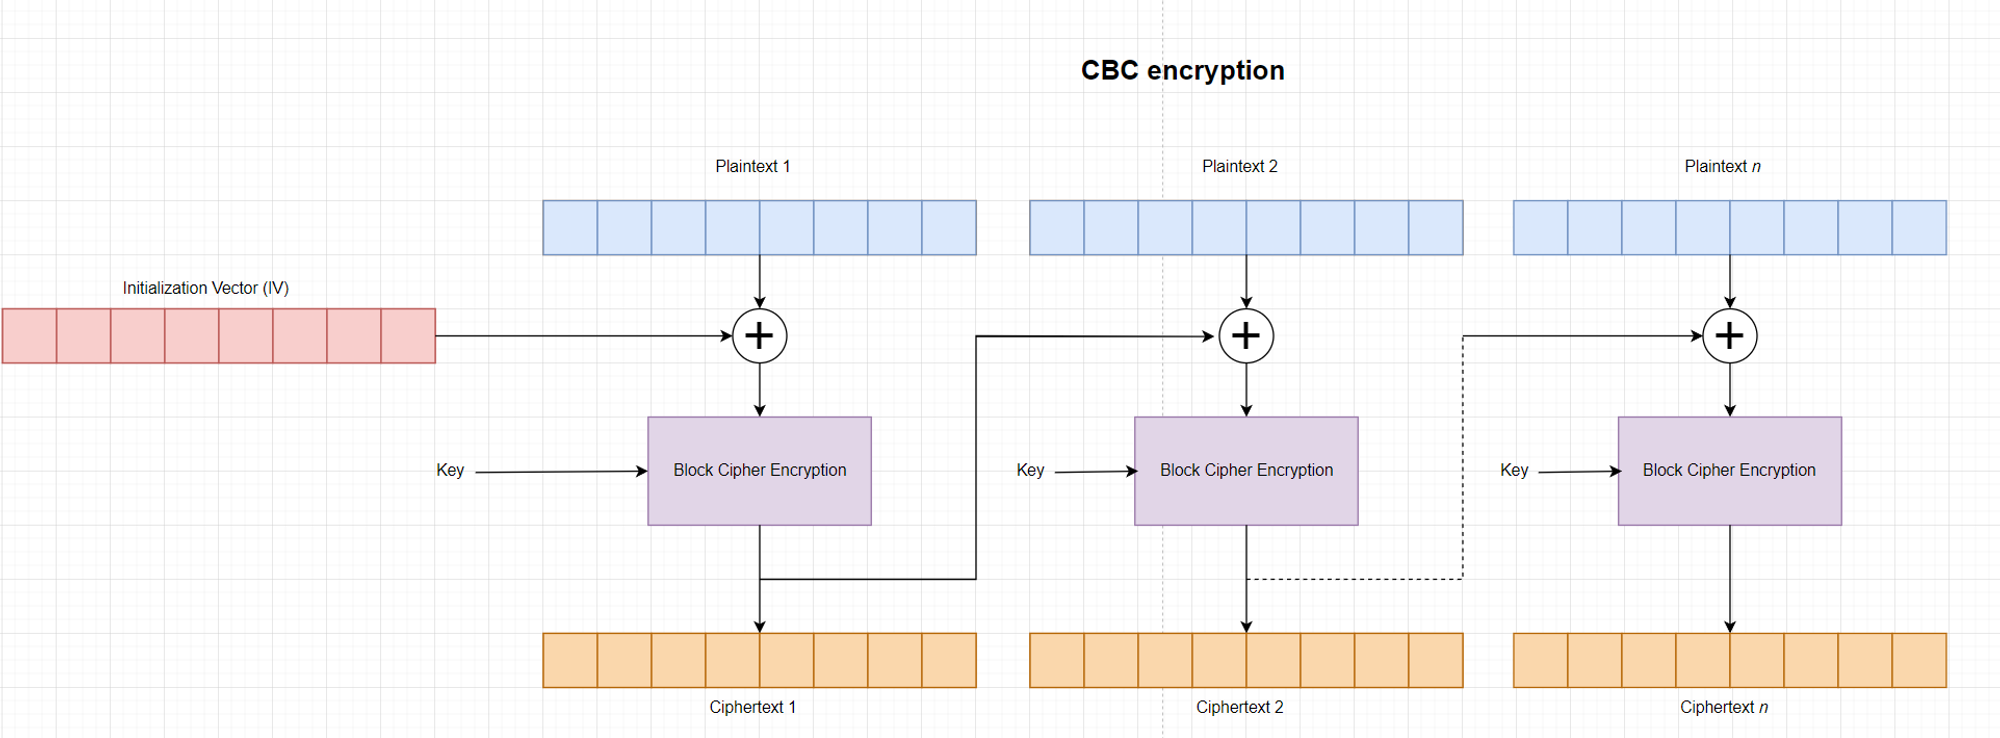 CBC encryption
Plaintext 1
Plaintext 2
Plaintext n
Initialization Vector (IV)
Key
Block Cipher Encryption
Key
Block Cipher Encryption
Key
Block Cipher Encryption
Ciphertext 1
Ciphertext 2
Ciphertext n